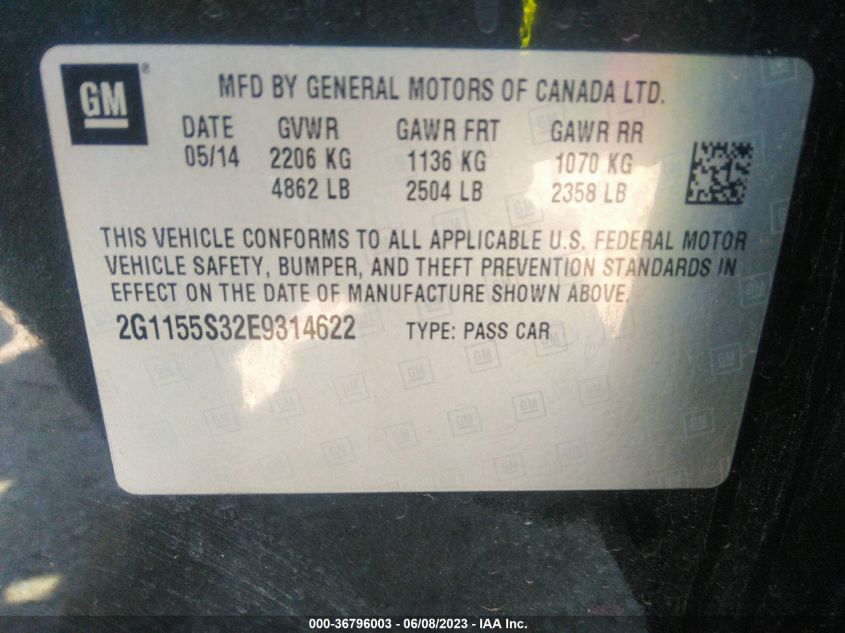 GM ®
MFD BY GENERAL MOTORS OF CANADA LTD.
DATE GVWR GAWR FRT GAWR RR
05/14 2206 KG 1136 KG 1070 KG
4862 LB 2504 LB 2358 LB
THIS VEHICLE CONFORMS TO ALL APPLICABLE U.S. FEDERAL MOTOR
VEHICLE SAFETY, BUMPER, AND THEFT PREVENTION STANDARDS IN
EFFECT ON THE DATE OF MANUFACTURE SHOWN ABOVE.
2G1155S32E9314622 TYPE: PASS CAR
000-36796003 - 06/08/2023 - IAA Inc.